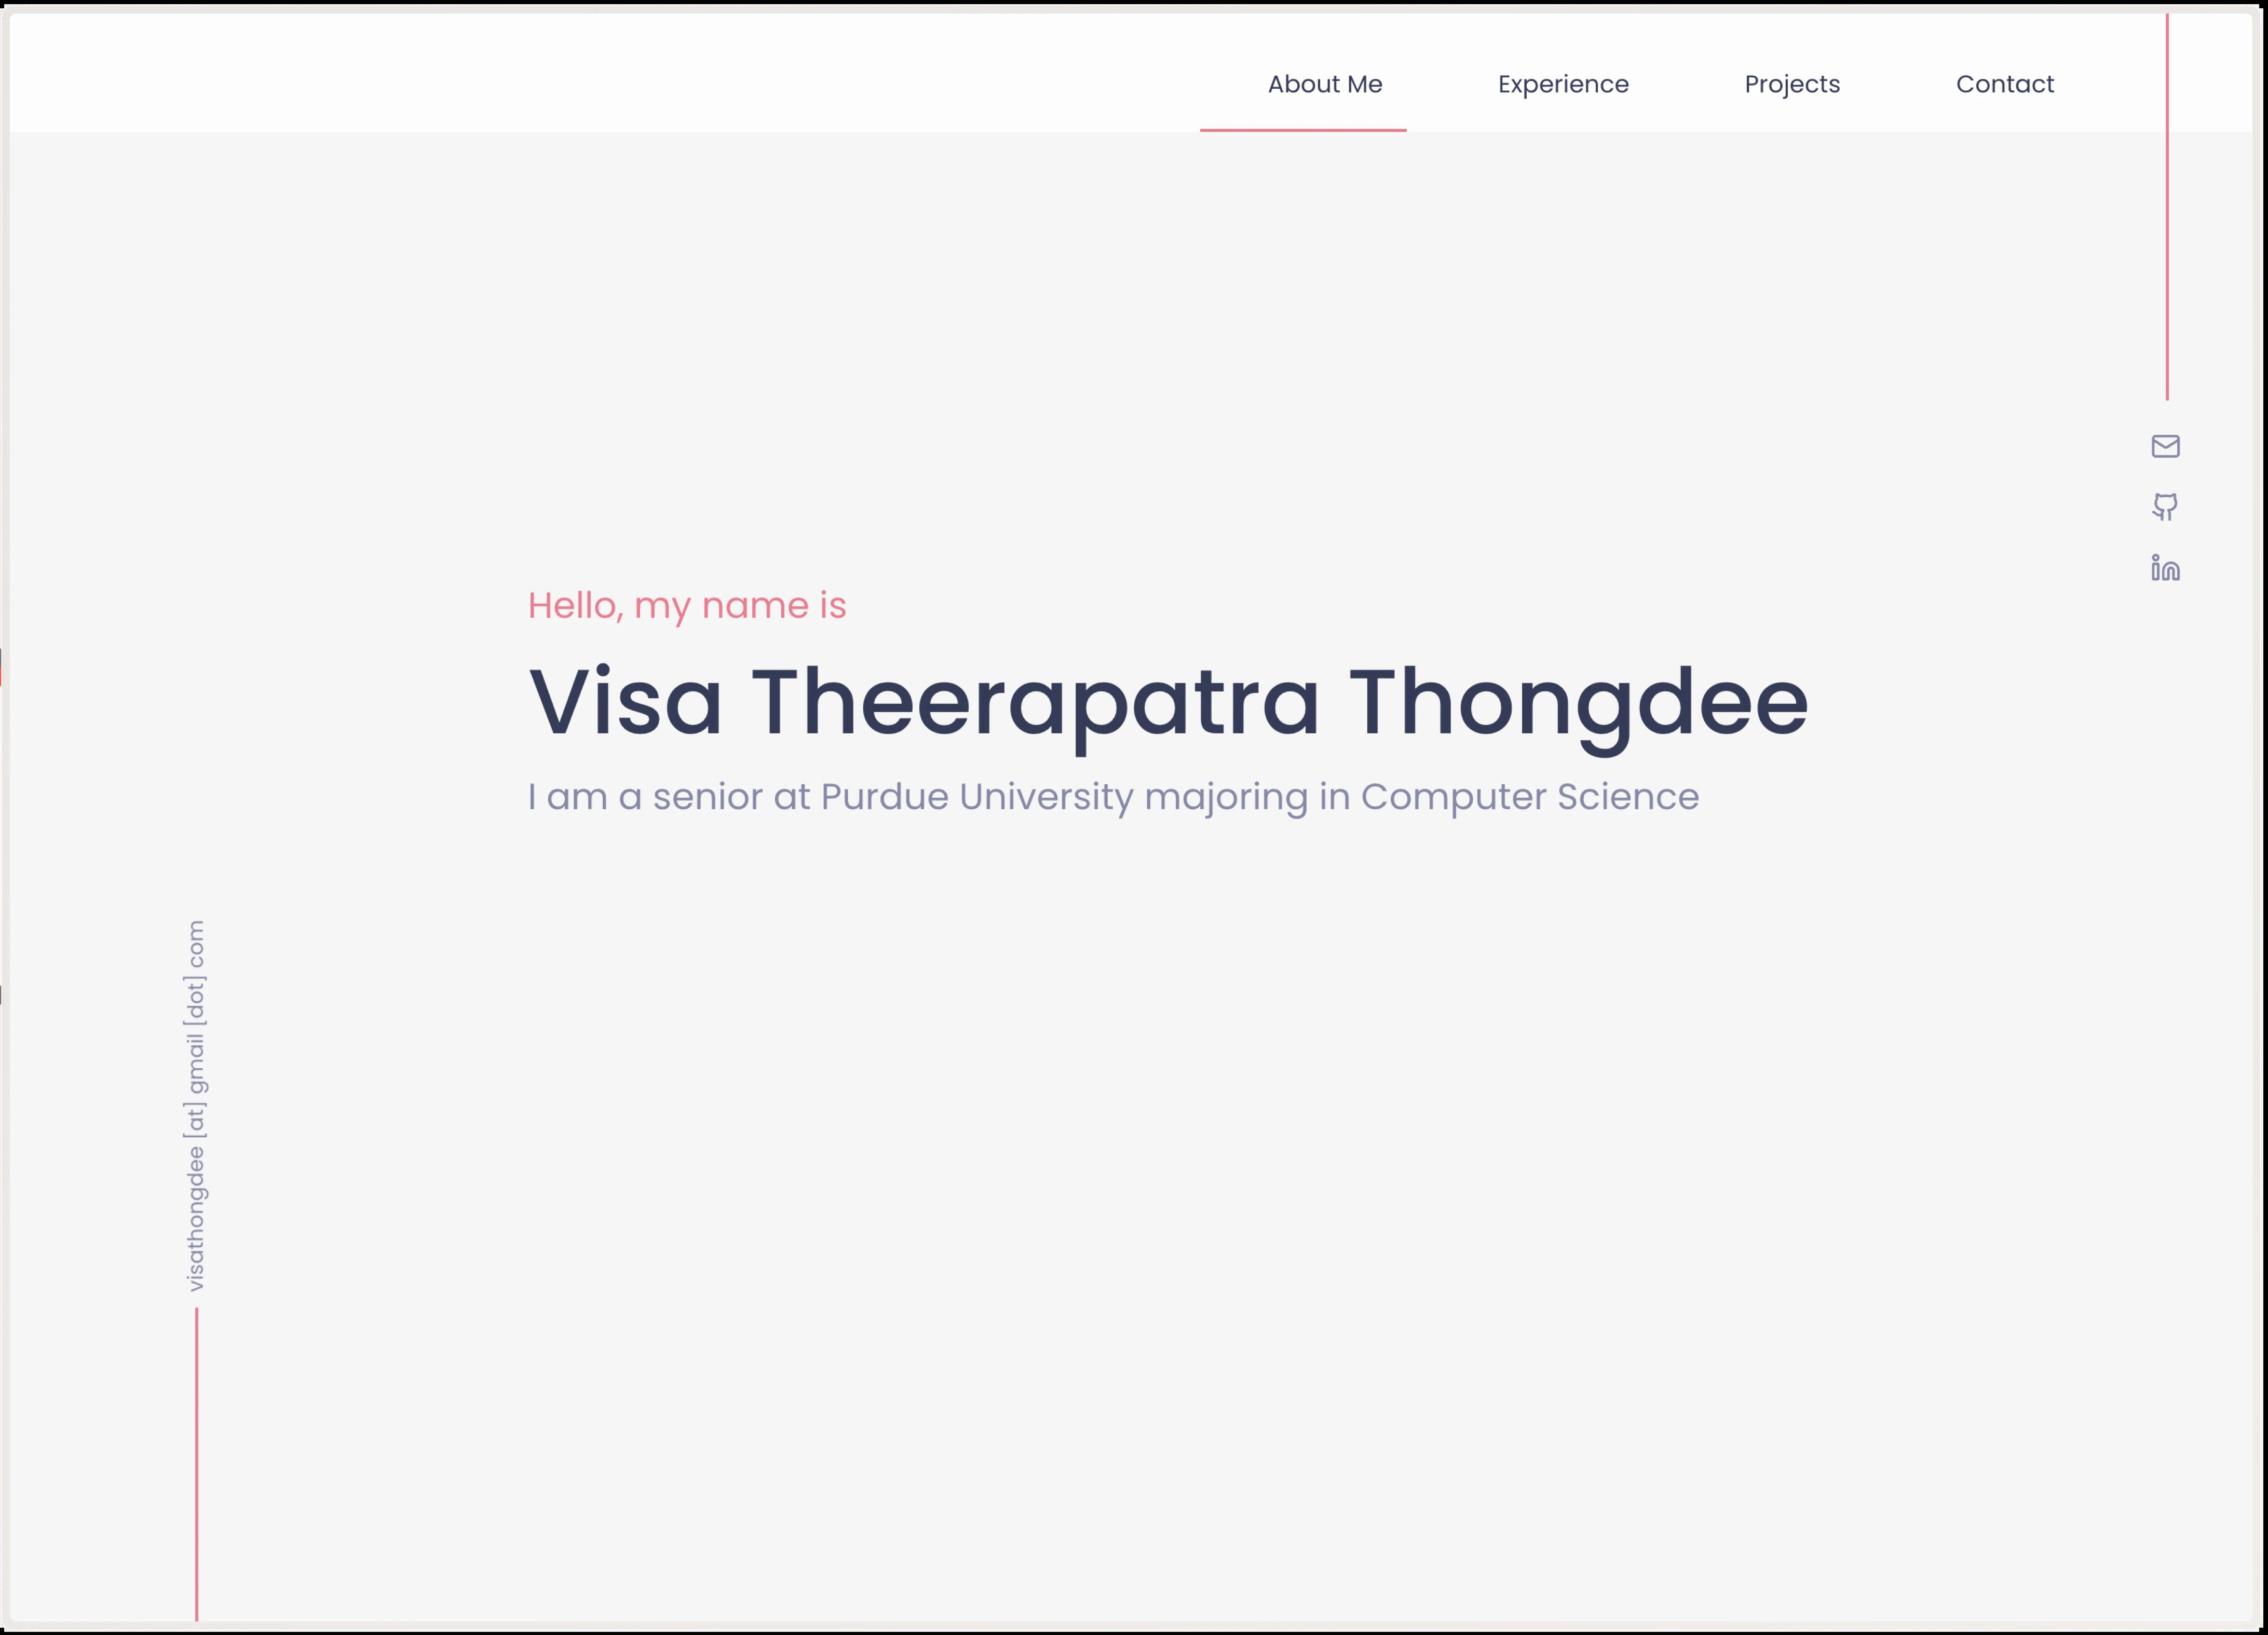 About Me
Experience
Projects
Contact
Hello, my name is
Visa Theerapatra Thongdee
I am a senior at Purdue University majoring in Computer Science
visathongdee [at] gmail [dot] com
in